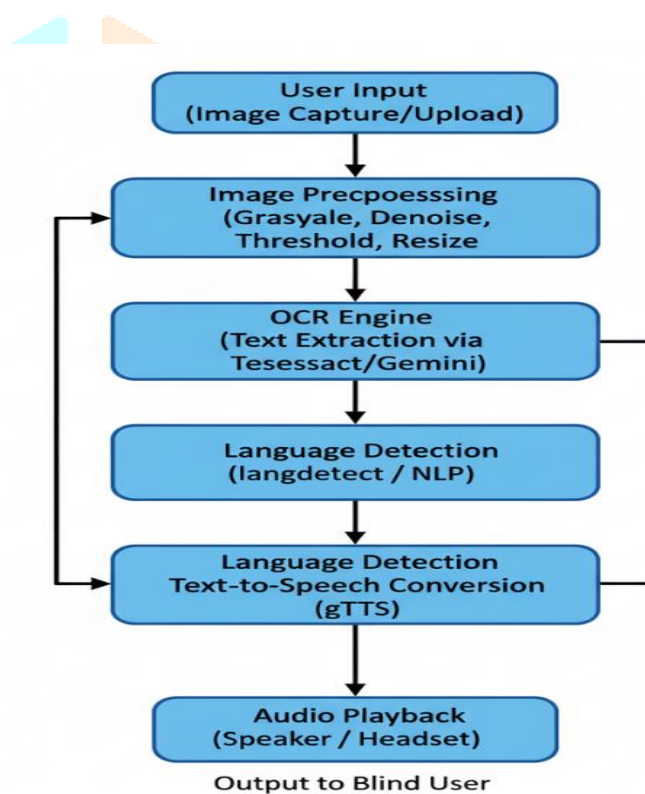 User Input
(Image Capture/Upload)
Image Precpoesssing
(Grasyale, Denoise,
Threshold, Resize
OCR Engine
(Text Extraction via
Tesessact/Gemini)
Language Detection
(langdetect / NLP)
Language Detection
Text-to-Speech Conversion
(gTTS)
Audio Playback
(Speaker / Headset)
Output to Blind User